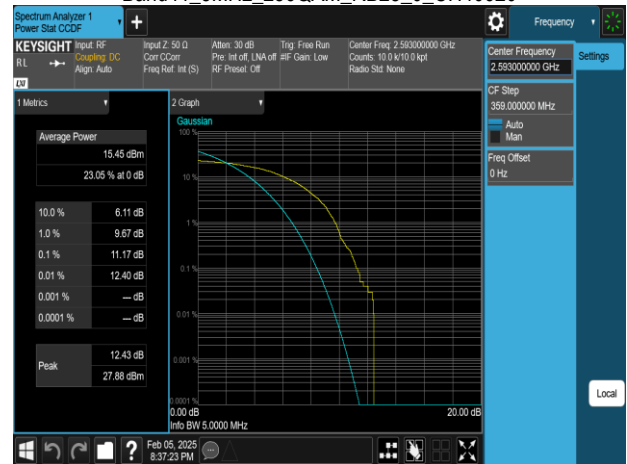 Spectrum Analyzer 1
Power Stat CCDF
Frequency
KEYSIGHT
RL
LXI
Input: RF
Coupling: DC
Align: Auto
Input Z: 50 Ω
Corr CCorr
Freq Ref: Int (S)
Atten: 30 dB
Pre: Int off, LNA off
RF Preset: Off
Trig: Free Run
#IF Gain: Low
Center Freq: 2.593000000 GHz
Counts: 10.0 k/10.0 kpt
Radio Std: None
Center Frequency
2.593000000 GHz
Settings
CF Step
359.000000 MHz
Auto
Man
Freq Offset
0 Hz
1 Metrics
Average Power
15.45 dBm
23.05 % at 0 dB
10.0 % 6.11 dB
1.0 % 9.67 dB
0.1 % 11.17 dB
0.01 % 12.40 dB
0.001 % --- dB
0.0001 % --- dB
Peak
12.43 dB
27.88 dBm
2 Graph
Gaussian
100 %
10 %
1 %
0.1 %
0.01 %
0.001 %
0.0001 %
0.00 dB
20.00 dB
Info BW 5.0000 MHz
Local
Feb 05, 2025
8:37:23 PM